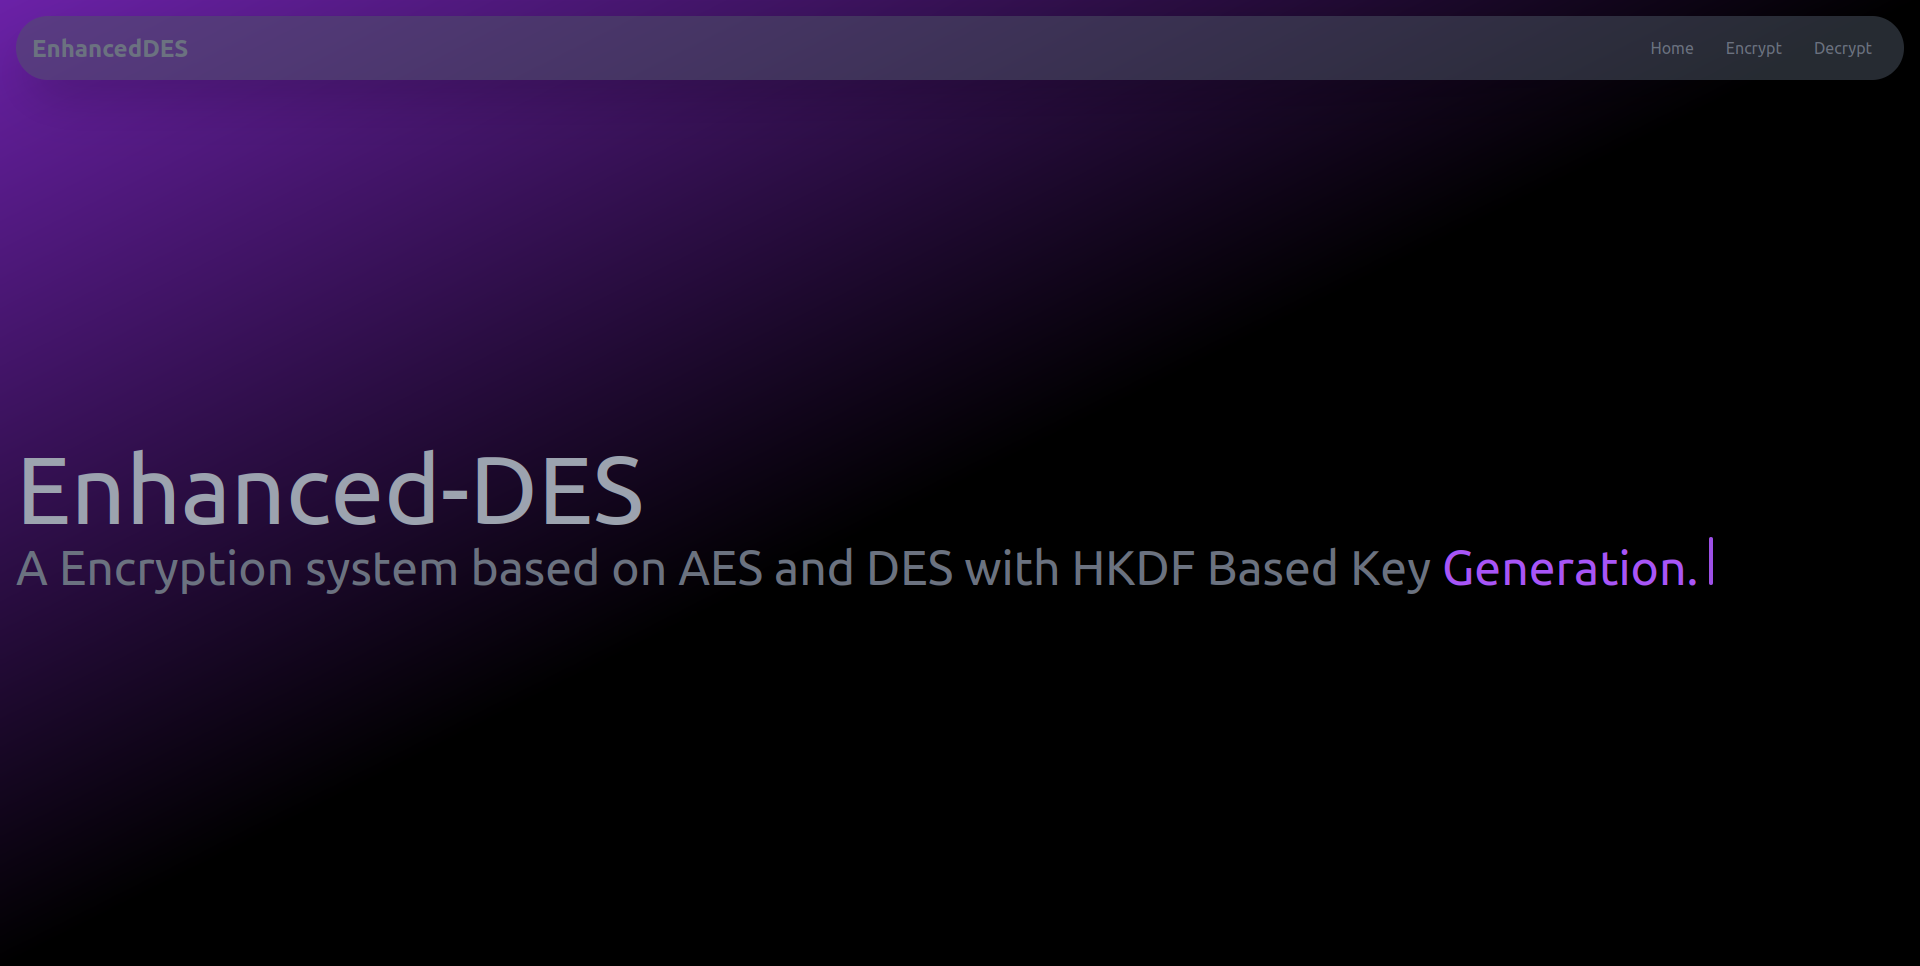 EnhancedDES
Home Encrypt Decrypt
Enhanced-DES
A Encryption system based on AES and DES with HKDF Based Key Generation.